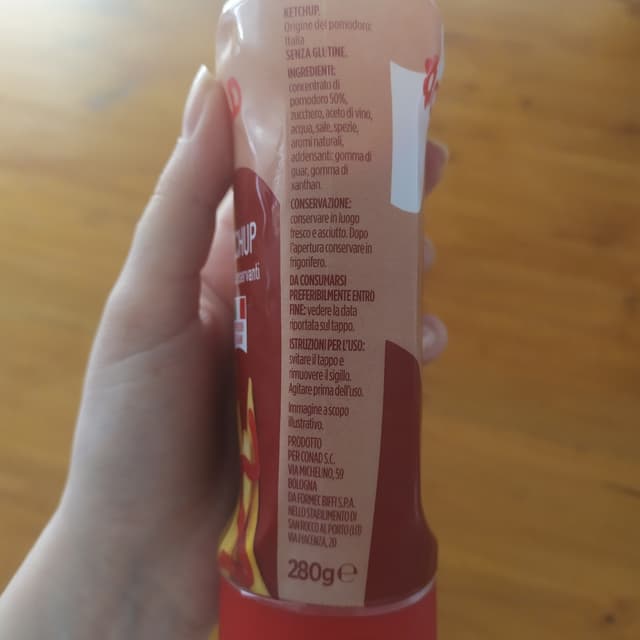 KETCHUP.
Origine del pomodoro:
Italia
SENZA GLUTINE.
INGREDIENTI:
concentrato di
pomodoro 50%,
zucchero, aceto di vino,
acqua, sale, spezie,
aromi naturali,
addensanti: gomma di
guar, gomma di
xanthan.
CONSERVAZIONE:
conservare in luogo
fresco e asciutto. Dopo
l'apertura conservare in
frigorifero.
DA CONSUMARSI
PREFERIBILMENTE ENTRO
FINE: vedere la data
riportata sul tappo.
ISTRUZIONI PER L'USO:
svitare il tappo e
rimuovere il sigillo.
Agitare prima dell'uso.
Immagine a scopo
illustrativo.
PRODOTTO
PER CONAD S.C.
VIA MICHELINO, 59
BOLOGNA
DA FORMEC BIFFI S.P.A.
NELLO STABILIMENTO DI
SAN ROCCO AL PORTO (LO)
VIA PIACENZA, 20
280g e
CHUP
servanti